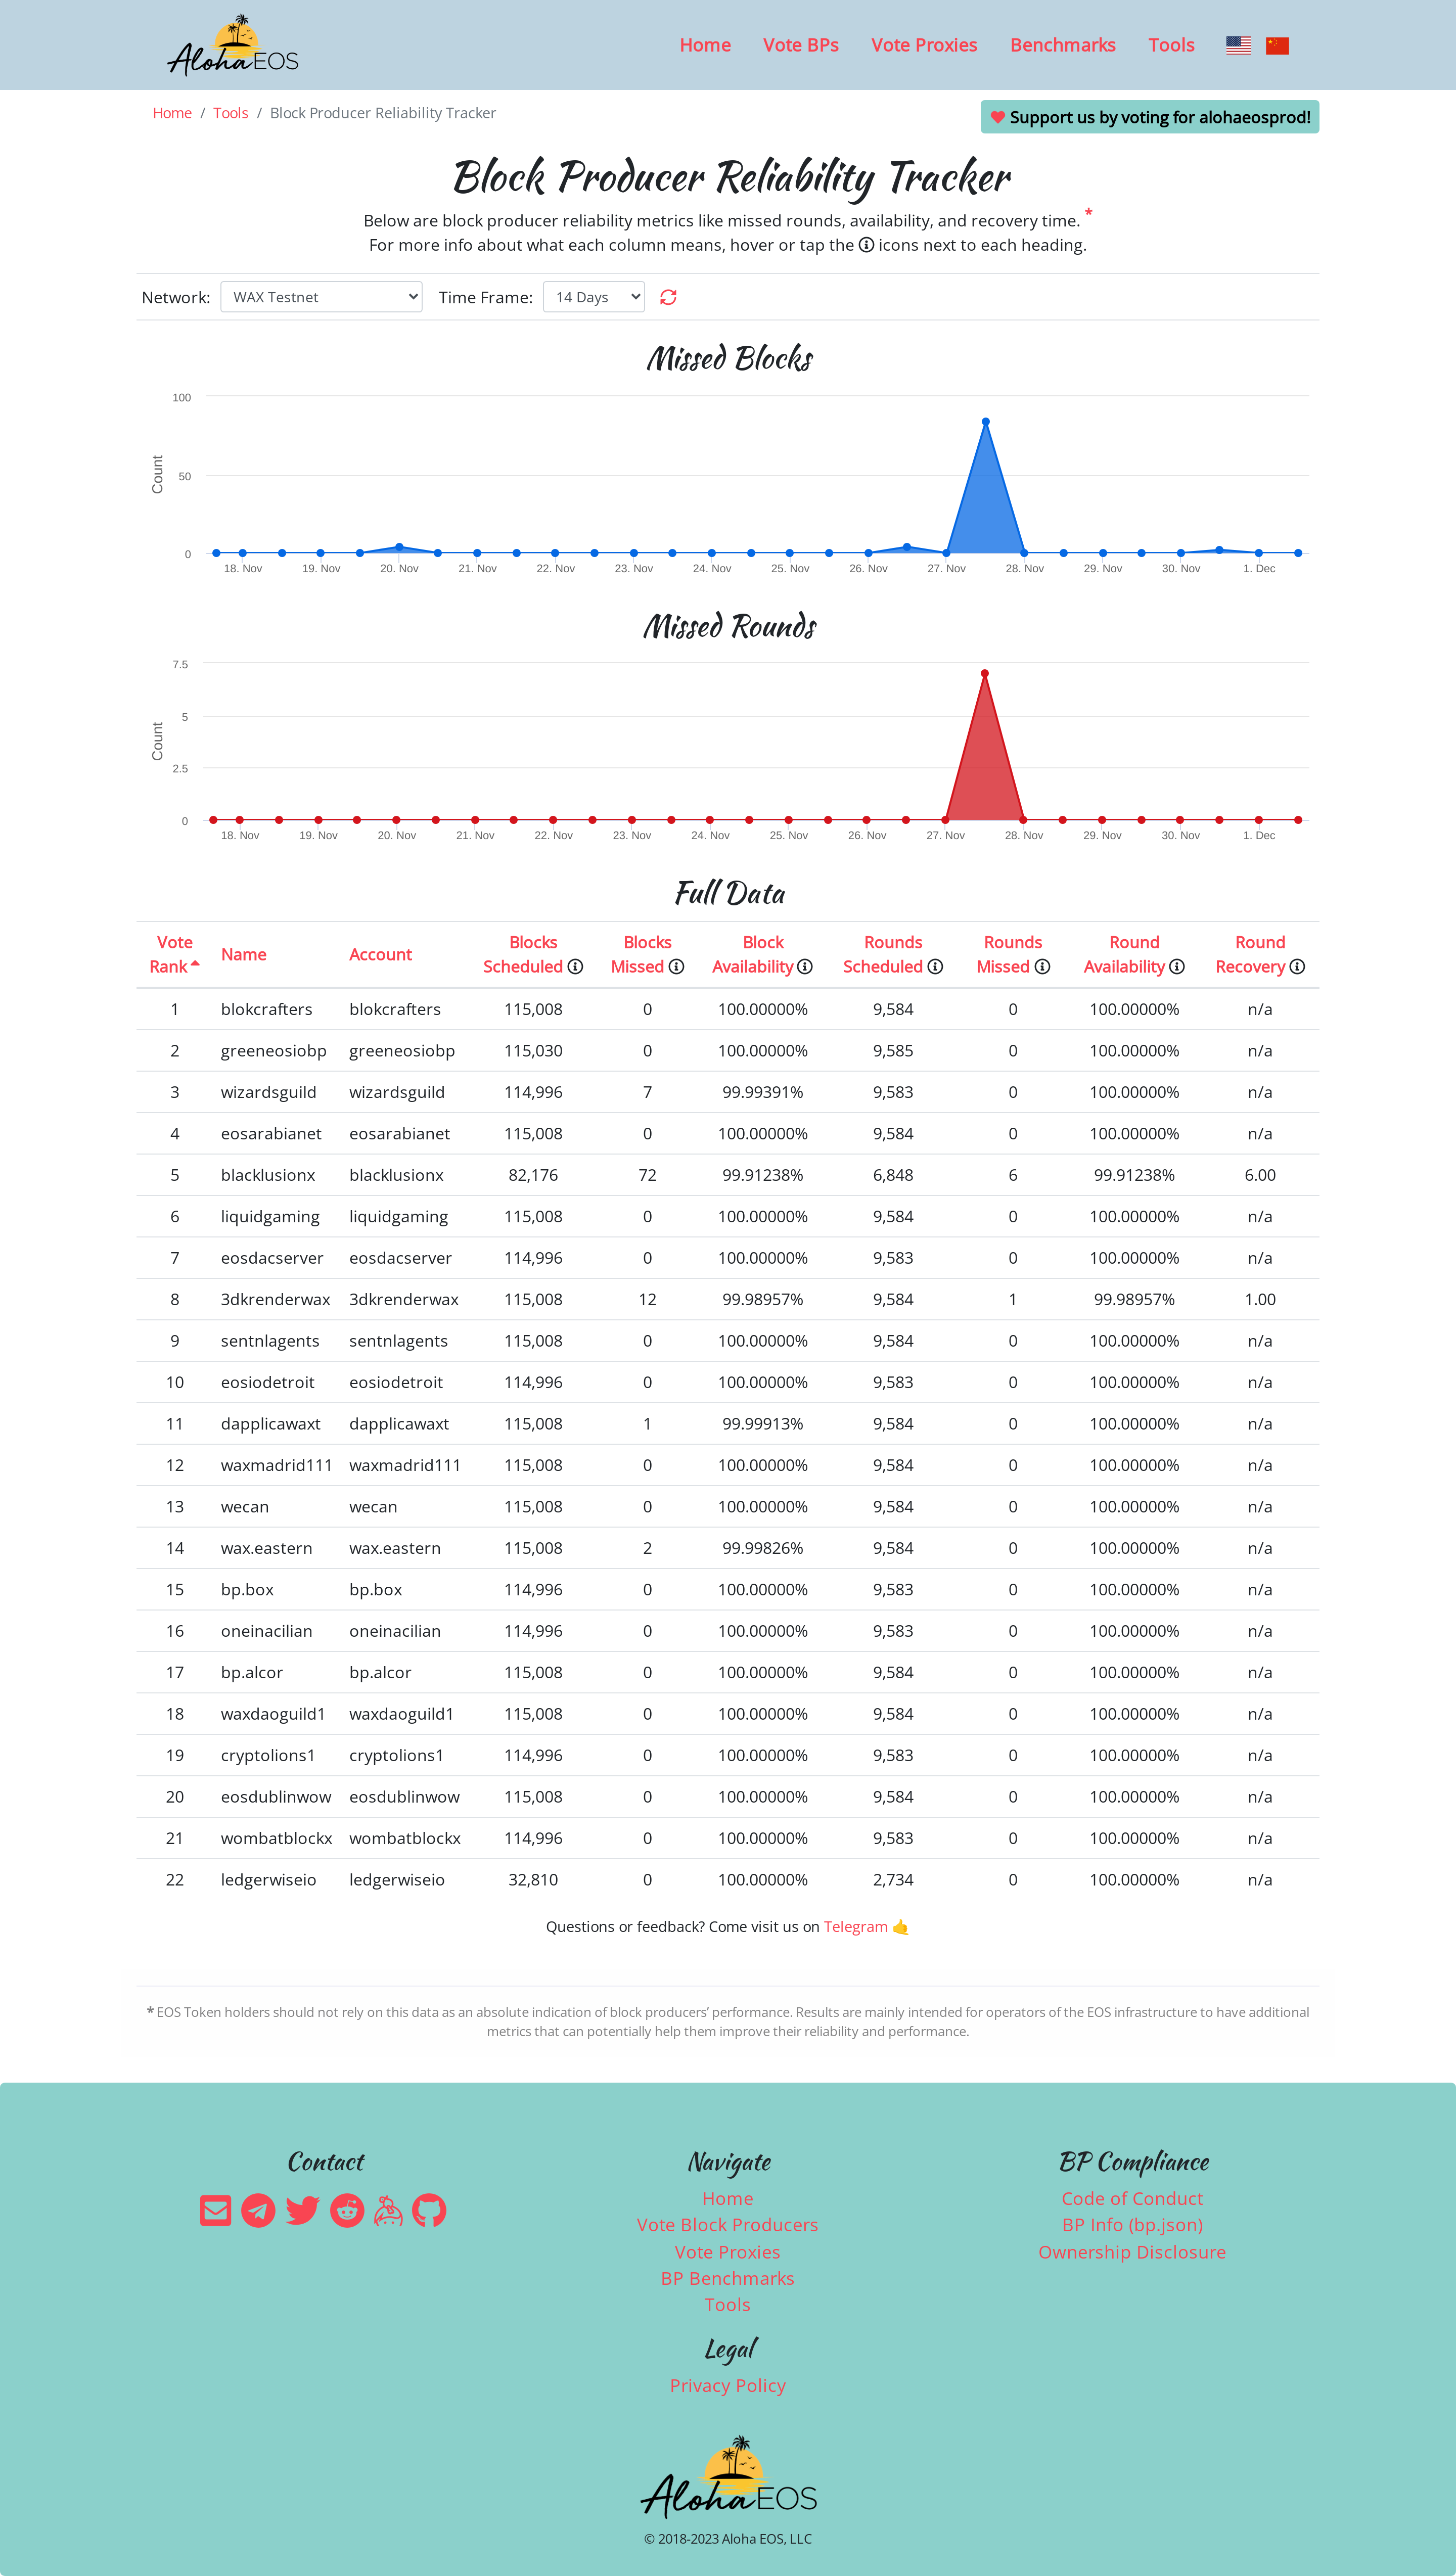 Aloha EOS
Home Vote BPs Vote Proxies Benchmarks Tools
Home / Tools / Block Producer Reliability Tracker
Support us by voting for alohaeosprod!
Block Producer Reliability Tracker
Below are block producer reliability metrics like missed rounds, availability, and recovery time. *
For more info about what each column means, hover or tap the icons next to each heading.
Network: WAX Testnet Time Frame: 14 Days
Missed Blocks
Count
100
50
0
18. Nov 19. Nov 20. Nov 21. Nov 22. Nov 23. Nov 24. Nov 25. Nov 26. Nov 27. Nov 28. Nov 29. Nov 30. Nov 1. Dec
Missed Rounds
Count
7.5
5
2.5
0
18. Nov 19. Nov 20. Nov 21. Nov 22. Nov 23. Nov 24. Nov 25. Nov 26. Nov 27. Nov 28. Nov 29. Nov 30. Nov 1. Dec
Full Data
Vote Rank Name Account Blocks Scheduled Blocks Missed Block Availability Rounds Scheduled Rounds Missed Round Availability Round Recovery
1 blokcrafters blokcrafters 115,008 0 100.00000% 9,584 0 100.00000% n/a
2 greeneosiobp greeneosiobp 115,030 0 100.00000% 9,585 0 100.00000% n/a
3 wizardsguild wizardsguild 114,996 7 99.99391% 9,583 0 100.00000% n/a
4 eosarabianet eosarabianet 115,008 0 100.00000% 9,584 0 100.00000% n/a
5 blacklusionx blacklusionx 82,176 72 99.91238% 6,848 6 99.91238% 6.00
6 liquidgaming liquidgaming 115,008 0 100.00000% 9,584 0 100.00000% n/a
7 eosdacserver eosdacserver 114,996 0 100.00000% 9,583 0 100.00000% n/a
8 3dkrenderwax 3dkrenderwax 115,008 12 99.98957% 9,584 1 99.98957% 1.00
9 sentnlagents sentnlagents 115,008 0 100.00000% 9,584 0 100.00000% n/a
10 eosiodetroit eosiodetroit 114,996 0 100.00000% 9,583 0 100.00000% n/a
11 dapplicawaxt dapplicawaxt 115,008 1 99.99913% 9,584 0 100.00000% n/a
12 waxmadrid111 waxmadrid111 115,008 0 100.00000% 9,584 0 100.00000% n/a
13 wecan wecan 115,008 0 100.00000% 9,584 0 100.00000% n/a
14 wax.eastern wax.eastern 115,008 2 99.99826% 9,584 0 100.00000% n/a
15 bp.box bp.box 114,996 0 100.00000% 9,583 0 100.00000% n/a
16 oneinacilian oneinacilian 114,996 0 100.00000% 9,583 0 100.00000% n/a
17 bp.alcor bp.alcor 115,008 0 100.00000% 9,584 0 100.00000% n/a
18 waxdaoguild1 waxdaoguild1 115,008 0 100.00000% 9,584 0 100.00000% n/a
19 cryptolions1 cryptolions1 114,996 0 100.00000% 9,583 0 100.00000% n/a
20 eosdublinwow eosdublinwow 115,008 0 100.00000% 9,584 0 100.00000% n/a
21 wombatblockx wombatblockx 114,996 0 100.00000% 9,583 0 100.00000% n/a
22 ledgerwiseio ledgerwiseio 32,810 0 100.00000% 2,734 0 100.00000% n/a
Questions or feedback? Come visit us on Telegram 🤙
* EOS Token holders should not rely on this data as an absolute indication of block producers’ performance. Results are mainly intended for operators of the EOS infrastructure to have additional
metrics that can potentially help them improve their reliability and performance.
Contact
Navigate
Home
Vote Block Producers
Vote Proxies
BP Benchmarks
Tools
Legal
Privacy Policy
BP Compliance
Code of Conduct
BP Info (bp.json)
Ownership Disclosure
Aloha EOS
© 2018-2023 Aloha EOS, LLC